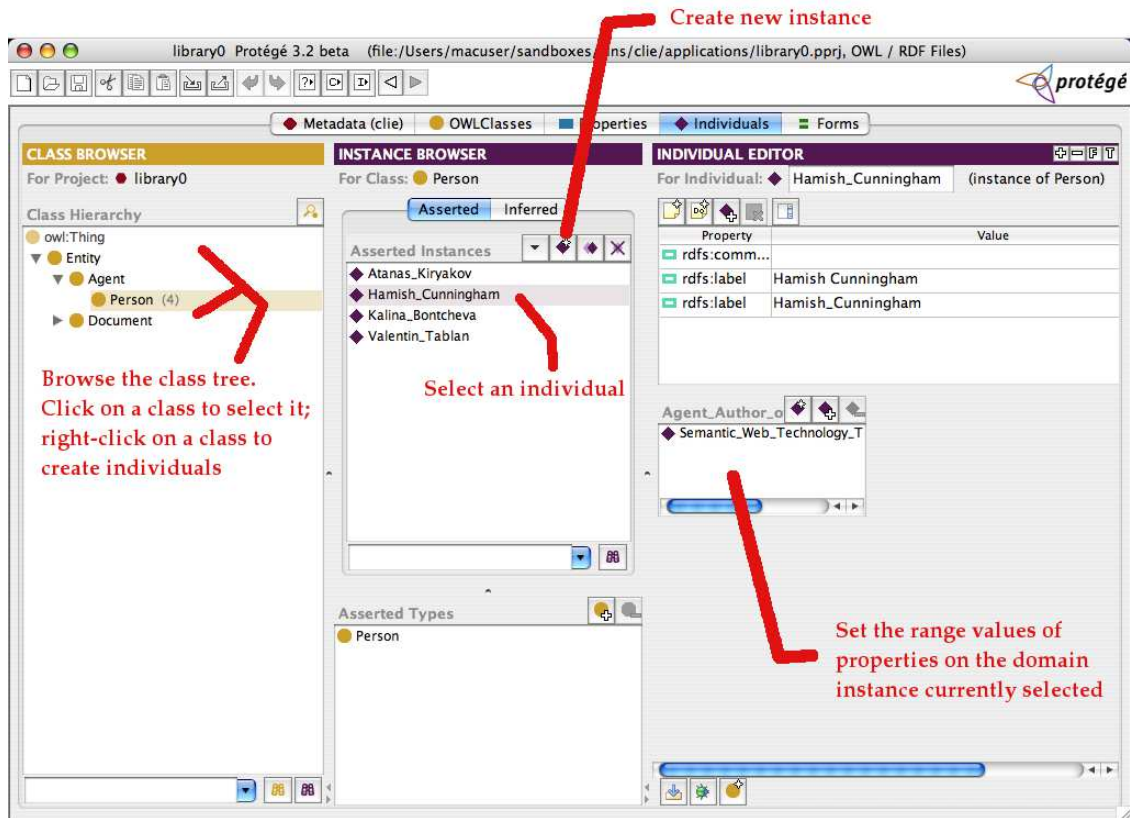 Create new instance
library0 Protégé 3.2 beta (file:/Users/macuser/sandboxes/ns/clie/applications/library0.pprj, OWL / RDF Files)
protégé
Metadata (clie) OWLClasses Properties Individuals Forms
CLASS BROWSER
For Project: library0
Class Hierarchy
owl:Thing
Entity
Agent
Person (4)
Document
Browse the class tree.
Click on a class to select it;
right-click on a class to
create individuals
INSTANCE BROWSER
For Class: Person
Asserted Inferred
Asserted Instances
Atanas_Kiryakov
Hamish_Cunningham
Kalina_Bontcheva
Valentin_Tablan
Select an individual
Asserted Types
Person
INDIVIDUAL EDITOR
F T
For Individual: Hamish_Cunningham (instance of Person)
Property Value
rdfs:comm...
rdfs:label Hamish Cunningham
rdfs:label Hamish_Cunningham
Agent_Author_o
Semantic_Web_Technology_T
Set the range values of
properties on the domain
instance currently selected